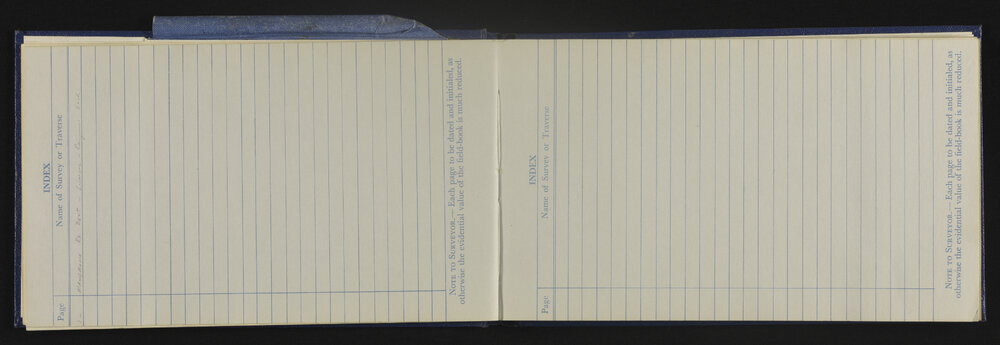 INDEX
Page Name of Survey or Traverse
NOTE TO SURVEYOR.— Each page to be dated and initialed, as
otherwise the evidential value of the field-book is much reduced.
INDEX
Page Name of Survey or Traverse
NOTE TO SURVEYOR.— Each page to be dated and initialed, as
otherwise the evidential value of the field-book is much reduced.